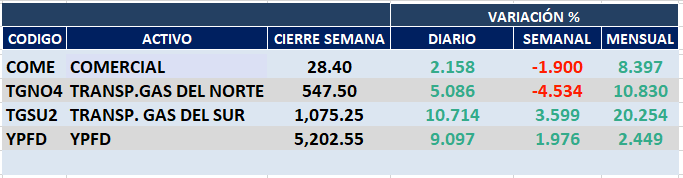 VARIACIÓN %
CODIGO ACTIVO CIERRE SEMANA DIARIO SEMANAL MENSUAL
COME COMERCIAL 28.40 2.158 -1.900 8.397
TGNO4 TRANSP.GAS DEL NORTE 547.50 5.086 -4.534 10.830
TGSU2 TRANSP. GAS DEL SUR 1,075.25 10.714 3.599 20.254
YPFD YPFD 5,202.55 9.097 1.976 2.449